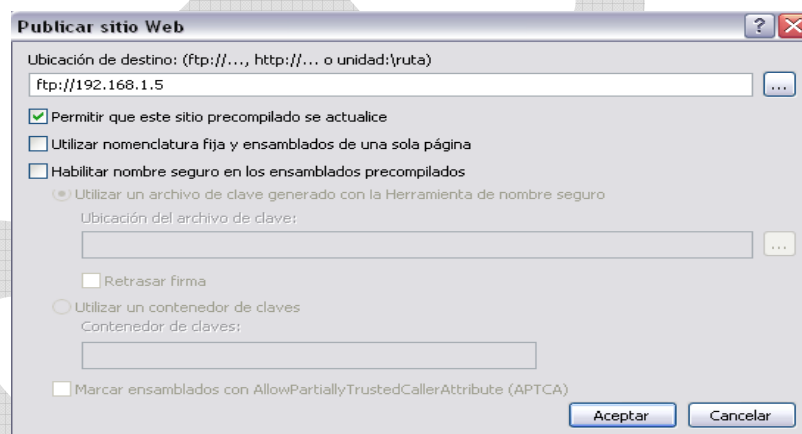 Publicar sitio Web
Ubicación de destino: (ftp://..., http://... o unidad:\ruta)
ftp://192.168.1.5
...
Permitir que este sitio precompilado se actualice
Utilizar nomenclatura fija y ensamblados de una sola página
Habilitar nombre seguro en los ensamblados precompilados
Utilizar un archivo de clave generado con la Herramienta de nombre seguro
Ubicación del archivo de clave:
...
Retrasar firma
Utilizar un contenedor de claves
Contenedor de claves:
Marcar ensamblados con AllowPartiallyTrustedCallerAttribute (APTCA)
Aceptar Cancelar